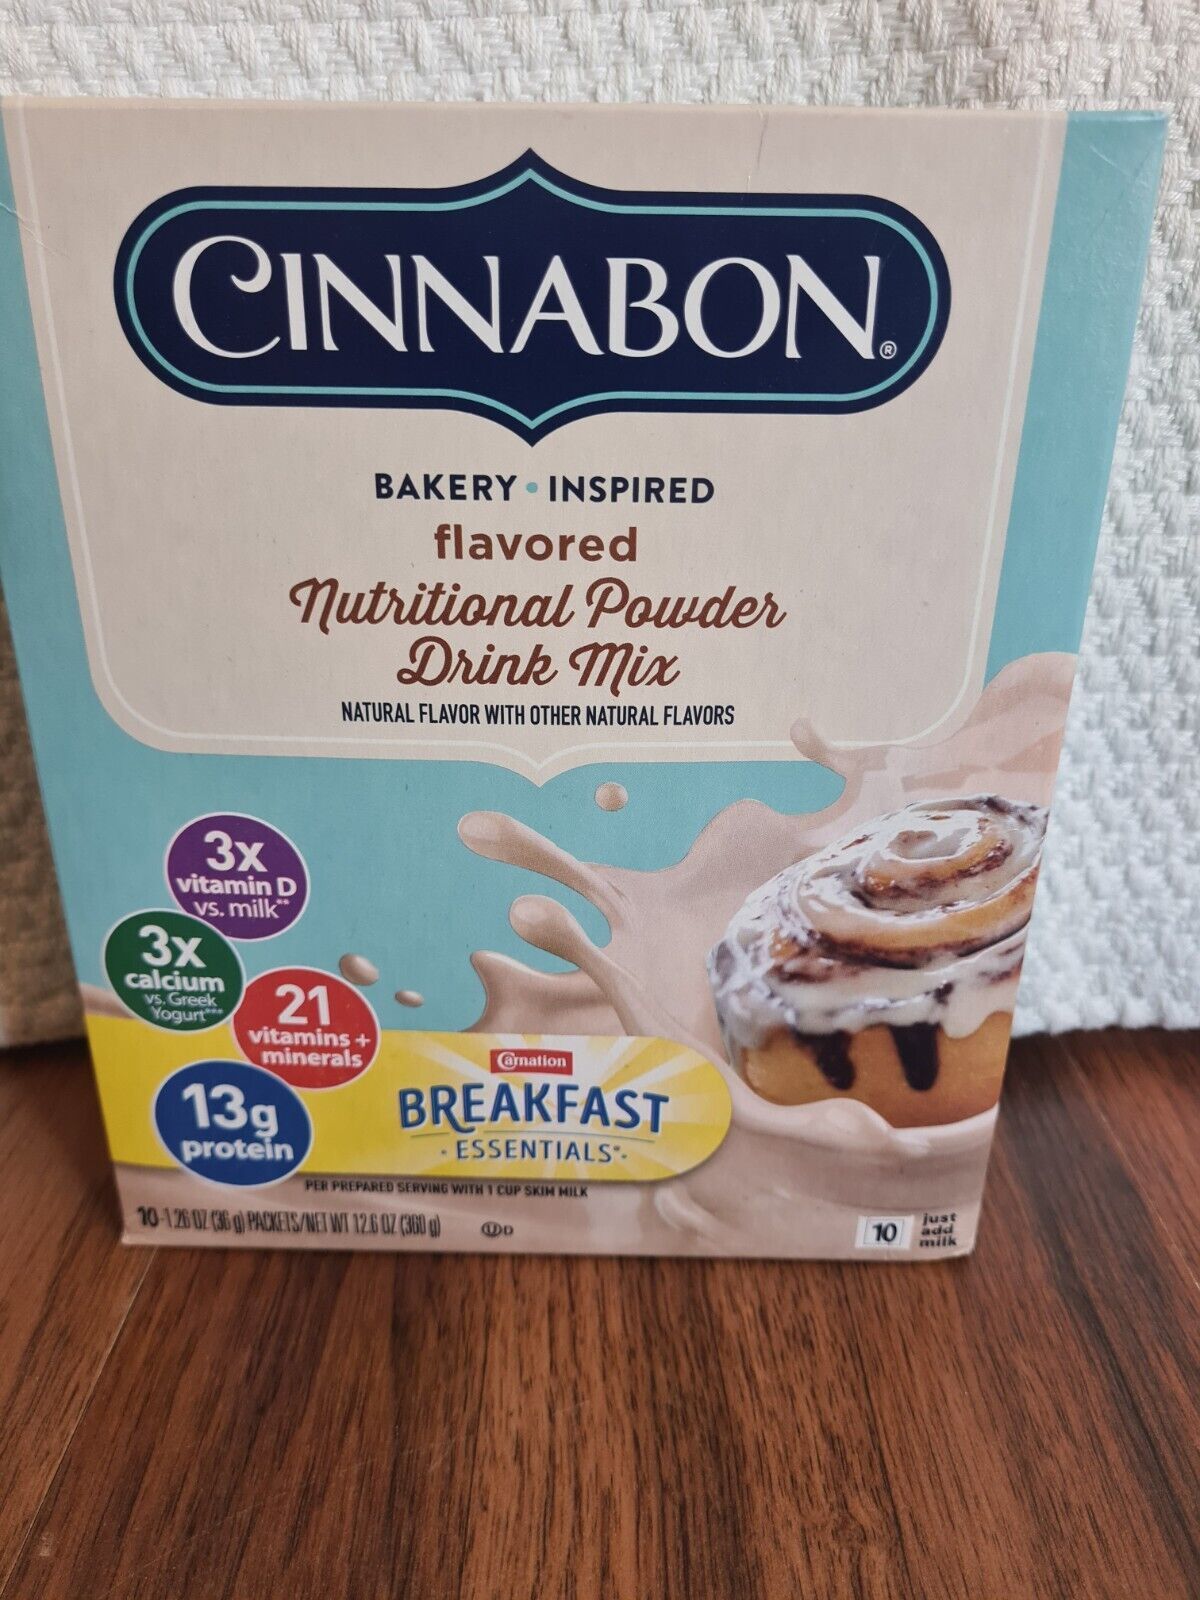 CINNABON®
BAKERY • INSPIRED
flavored
Nutritional Powder
Drink Mix
NATURAL FLAVOR WITH OTHER NATURAL FLAVORS
3x
vitamin D
vs. milk**
3x
calcium
vs. Greek
Yogurt***
21
vitamins +
minerals
13g
protein
Carnation
BREAKFAST
• ESSENTIALS®•
PER PREPARED SERVING WITH 1 CUP SKIM MILK
10-1.26 OZ (36 g) PACKETS/NET WT 12.6 OZ (360 g)
U D
10
just
add
milk